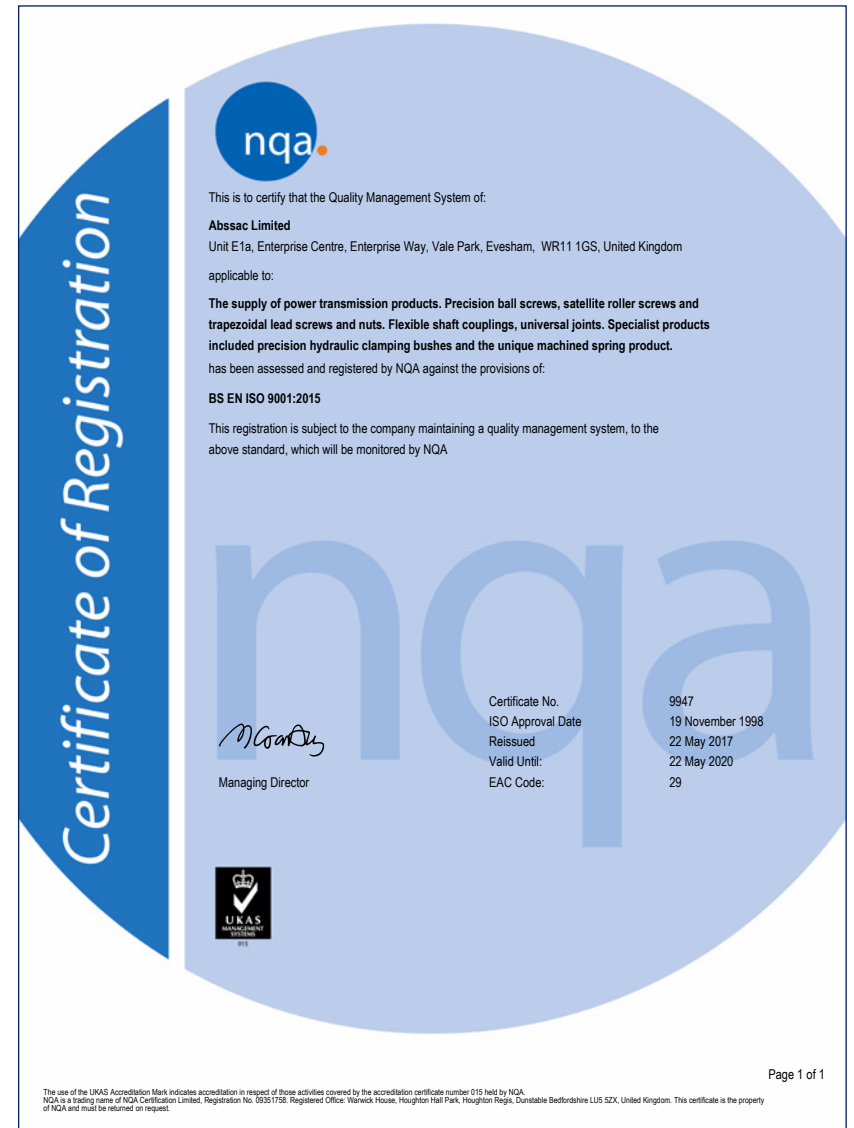 Certificate of Registration
nqa.
This is to certify that the Quality Management System of:
Abssac Limited
Unit E1a, Enterprise Centre, Enterprise Way, Vale Park, Evesham, WR11 1GS, United Kingdom
applicable to:
The supply of power transmission products. Precision ball screws, satellite roller screws and
trapezoidal lead screws and nuts. Flexible shaft couplings, universal joints. Specialist products
included precision hydraulic clamping bushes and the unique machined spring product.
has been assessed and registered by NQA against the provisions of:
BS EN ISO 9001:2015
This registration is subject to the company maintaining a quality management system, to the
above standard, which will be monitored by NQA
nqa
Certificate No. 9947
ISO Approval Date 19 November 1998
Reissued 22 May 2017
Valid Until: 22 May 2020
EAC Code: 29
Managing Director
UKAS
MANAGEMENT
SYSTEMS
015
Page 1 of 1
The use of the UKAS Accreditation Mark indicates accreditation in respect of those activities covered by the accreditation certificate number 015 held by NQA.
NQA is a trading name of NQA Certification Limited, Registration No. 09351758. Registered Office: Warwick House, Houghton Hall Park, Houghton Regis, Dunstable Bedfordshire LU5 5ZX, United Kingdom. This certificate is the property
of NQA and must be returned on request.